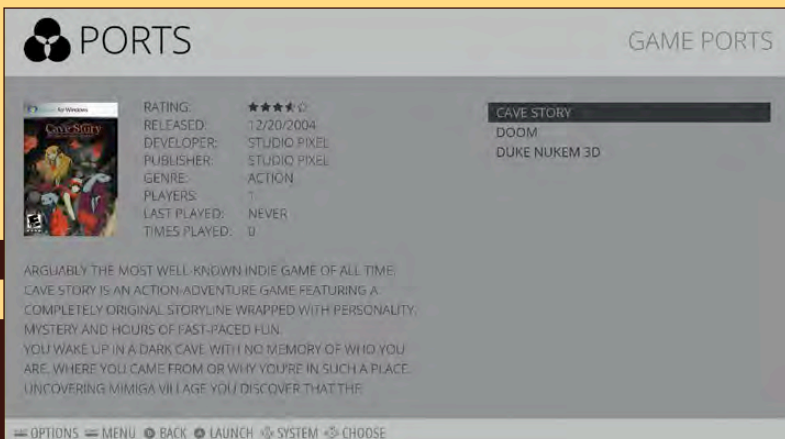 PORTS
GAME PORTS
for Windows
Cave Story
E
RATING:
RELEASED: 12/20/2004
DEVELOPER: STUDIO PIXEL
PUBLISHER: STUDIO PIXEL
GENRE: ACTION
PLAYERS: 1
LAST PLAYED: NEVER
TIMES PLAYED: 0
CAVE STORY
DOOM
DUKE NUKEM 3D
ARGUABLY THE MOST WELL-KNOWN INDIE GAME OF ALL TIME,
CAVE STORY IS AN ACTION-ADVENTURE GAME FEATURING A
COMPLETELY ORIGINAL STORYLINE WRAPPED WITH PERSONALITY,
MYSTERY AND HOURS OF FAST-PACED FUN.
YOU WAKE UP IN A DARK CAVE WITH NO MEMORY OF WHO YOU
ARE, WHERE YOU CAME FROM OR WHY YOU'RE IN SUCH A PLACE.
UNCOVERING MIMIGA VILLAGE YOU DISCOVER THAT THE
OPTIONS MENU BACK LAUNCH SYSTEM CHOOSE